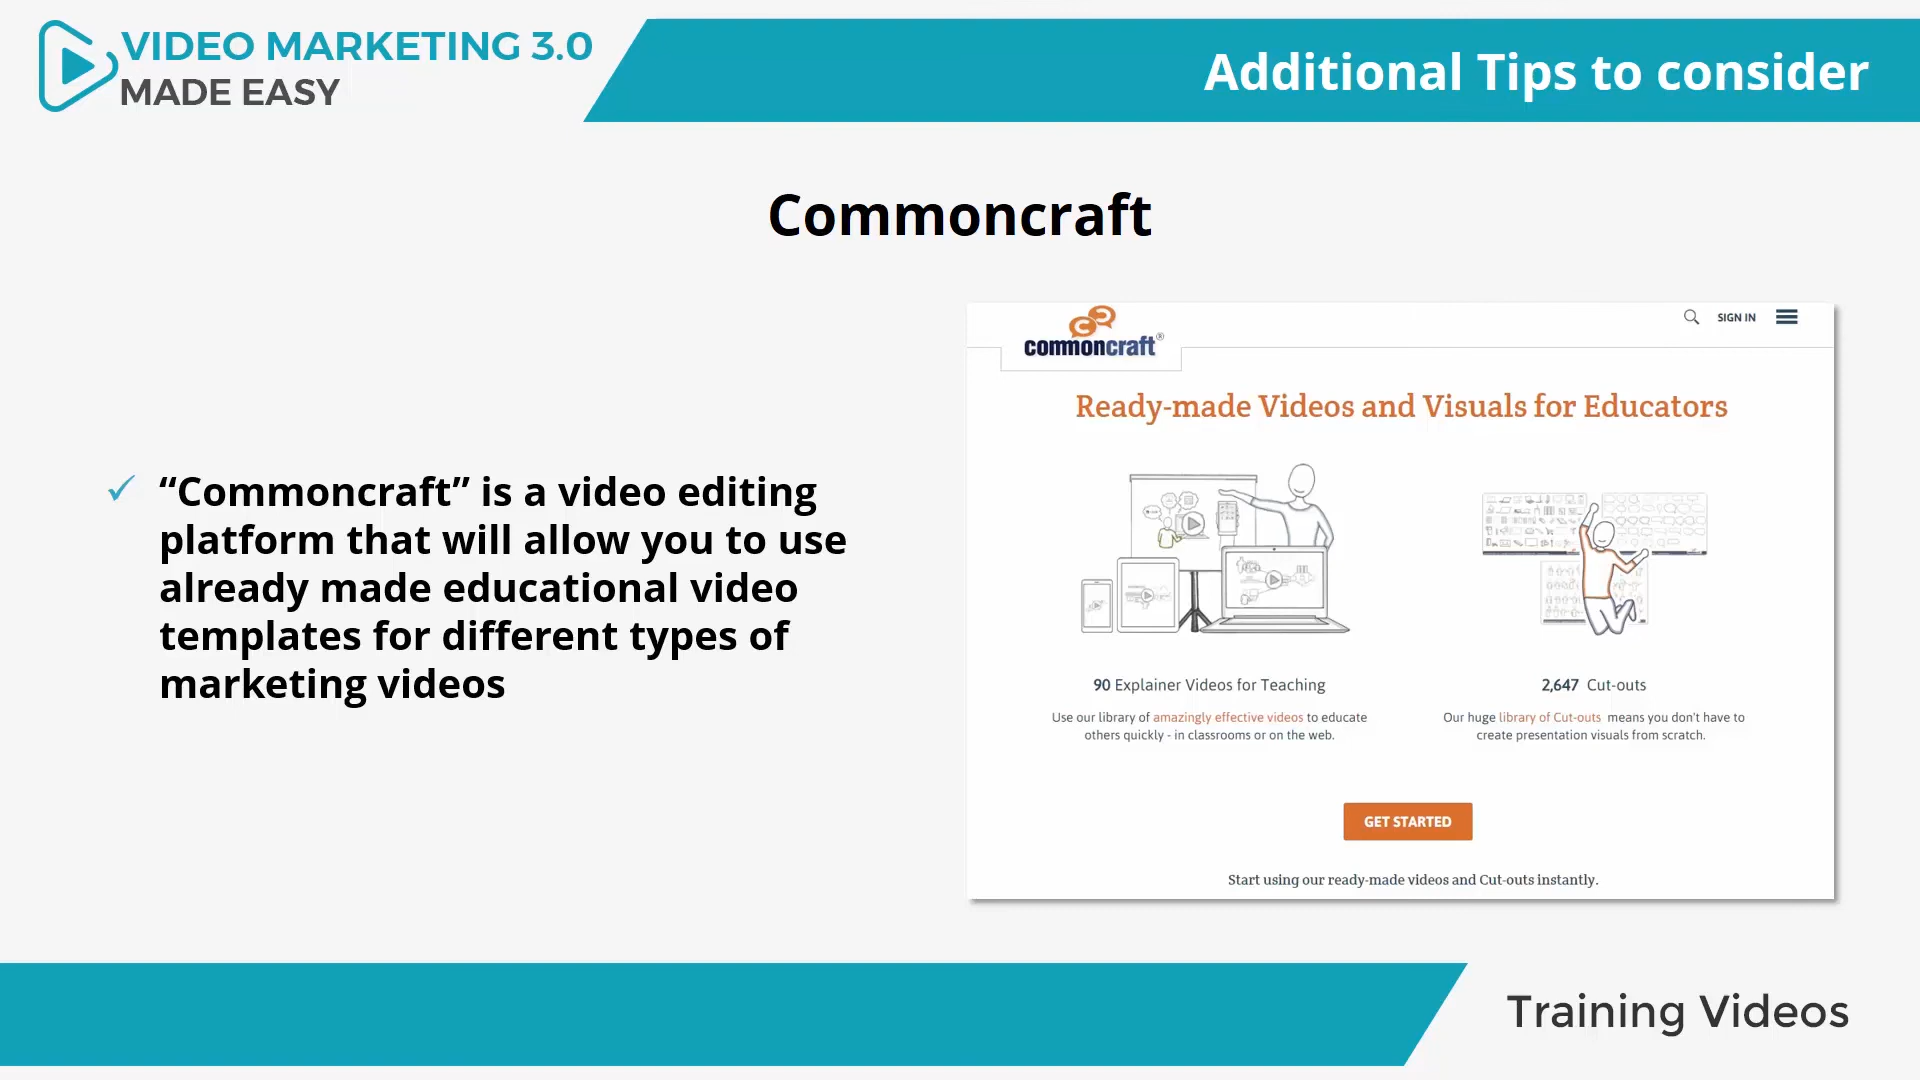 VIDEO MARKETING 3.0
MADE EASY
Additional Tips to consider
Commoncraft
“Commoncraft” is a video editing
platform that will allow you to use
already made educational video
templates for different types of
marketing videos
commoncraft®
SIGN IN
Ready-made Videos and Visuals for Educators
90 Explainer Videos for Teaching
Use our library of amazingly effective videos to educate
others quickly - in classrooms or on the web.
2,647 Cut-outs
Our huge library of Cut-outs means you don't have to
create presentation visuals from scratch.
GET STARTED
Start using our ready-made videos and Cut-outs instantly.
Training Videos